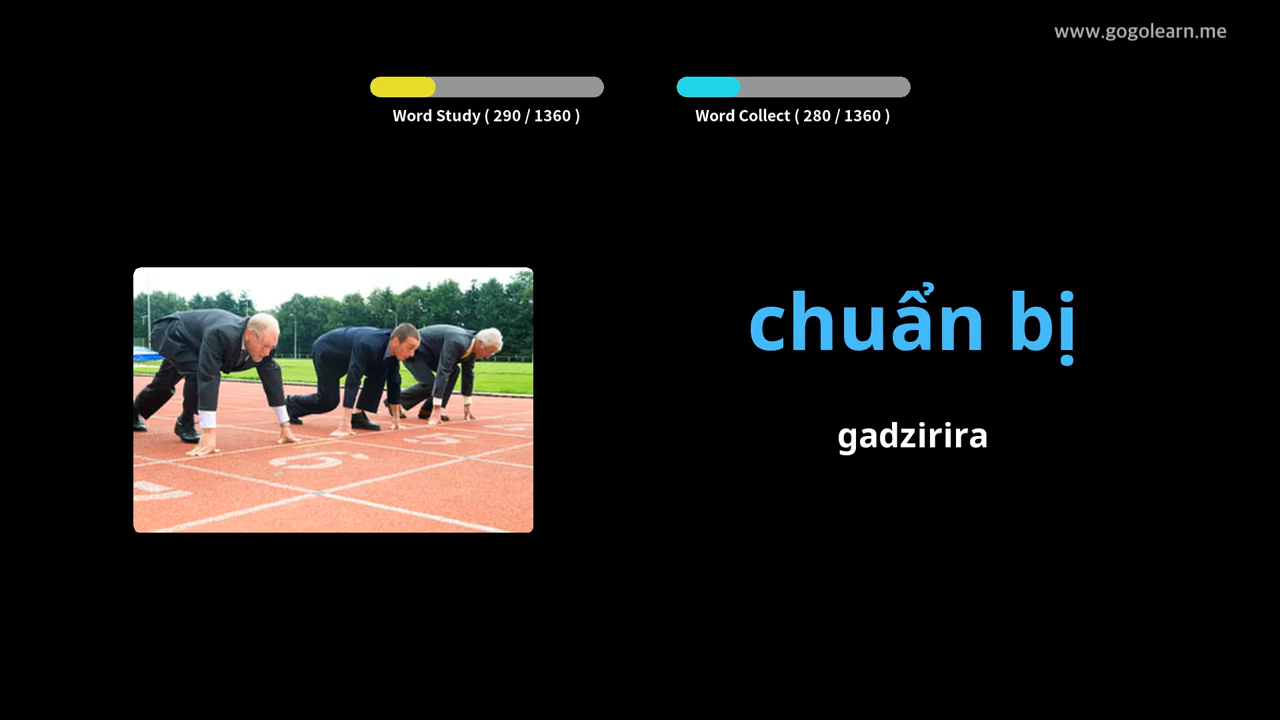 www.gogolearn.me
Word Study ( 290 / 1360 )
Word Collect ( 280 / 1360 )
chuẩn bị
gadzirira